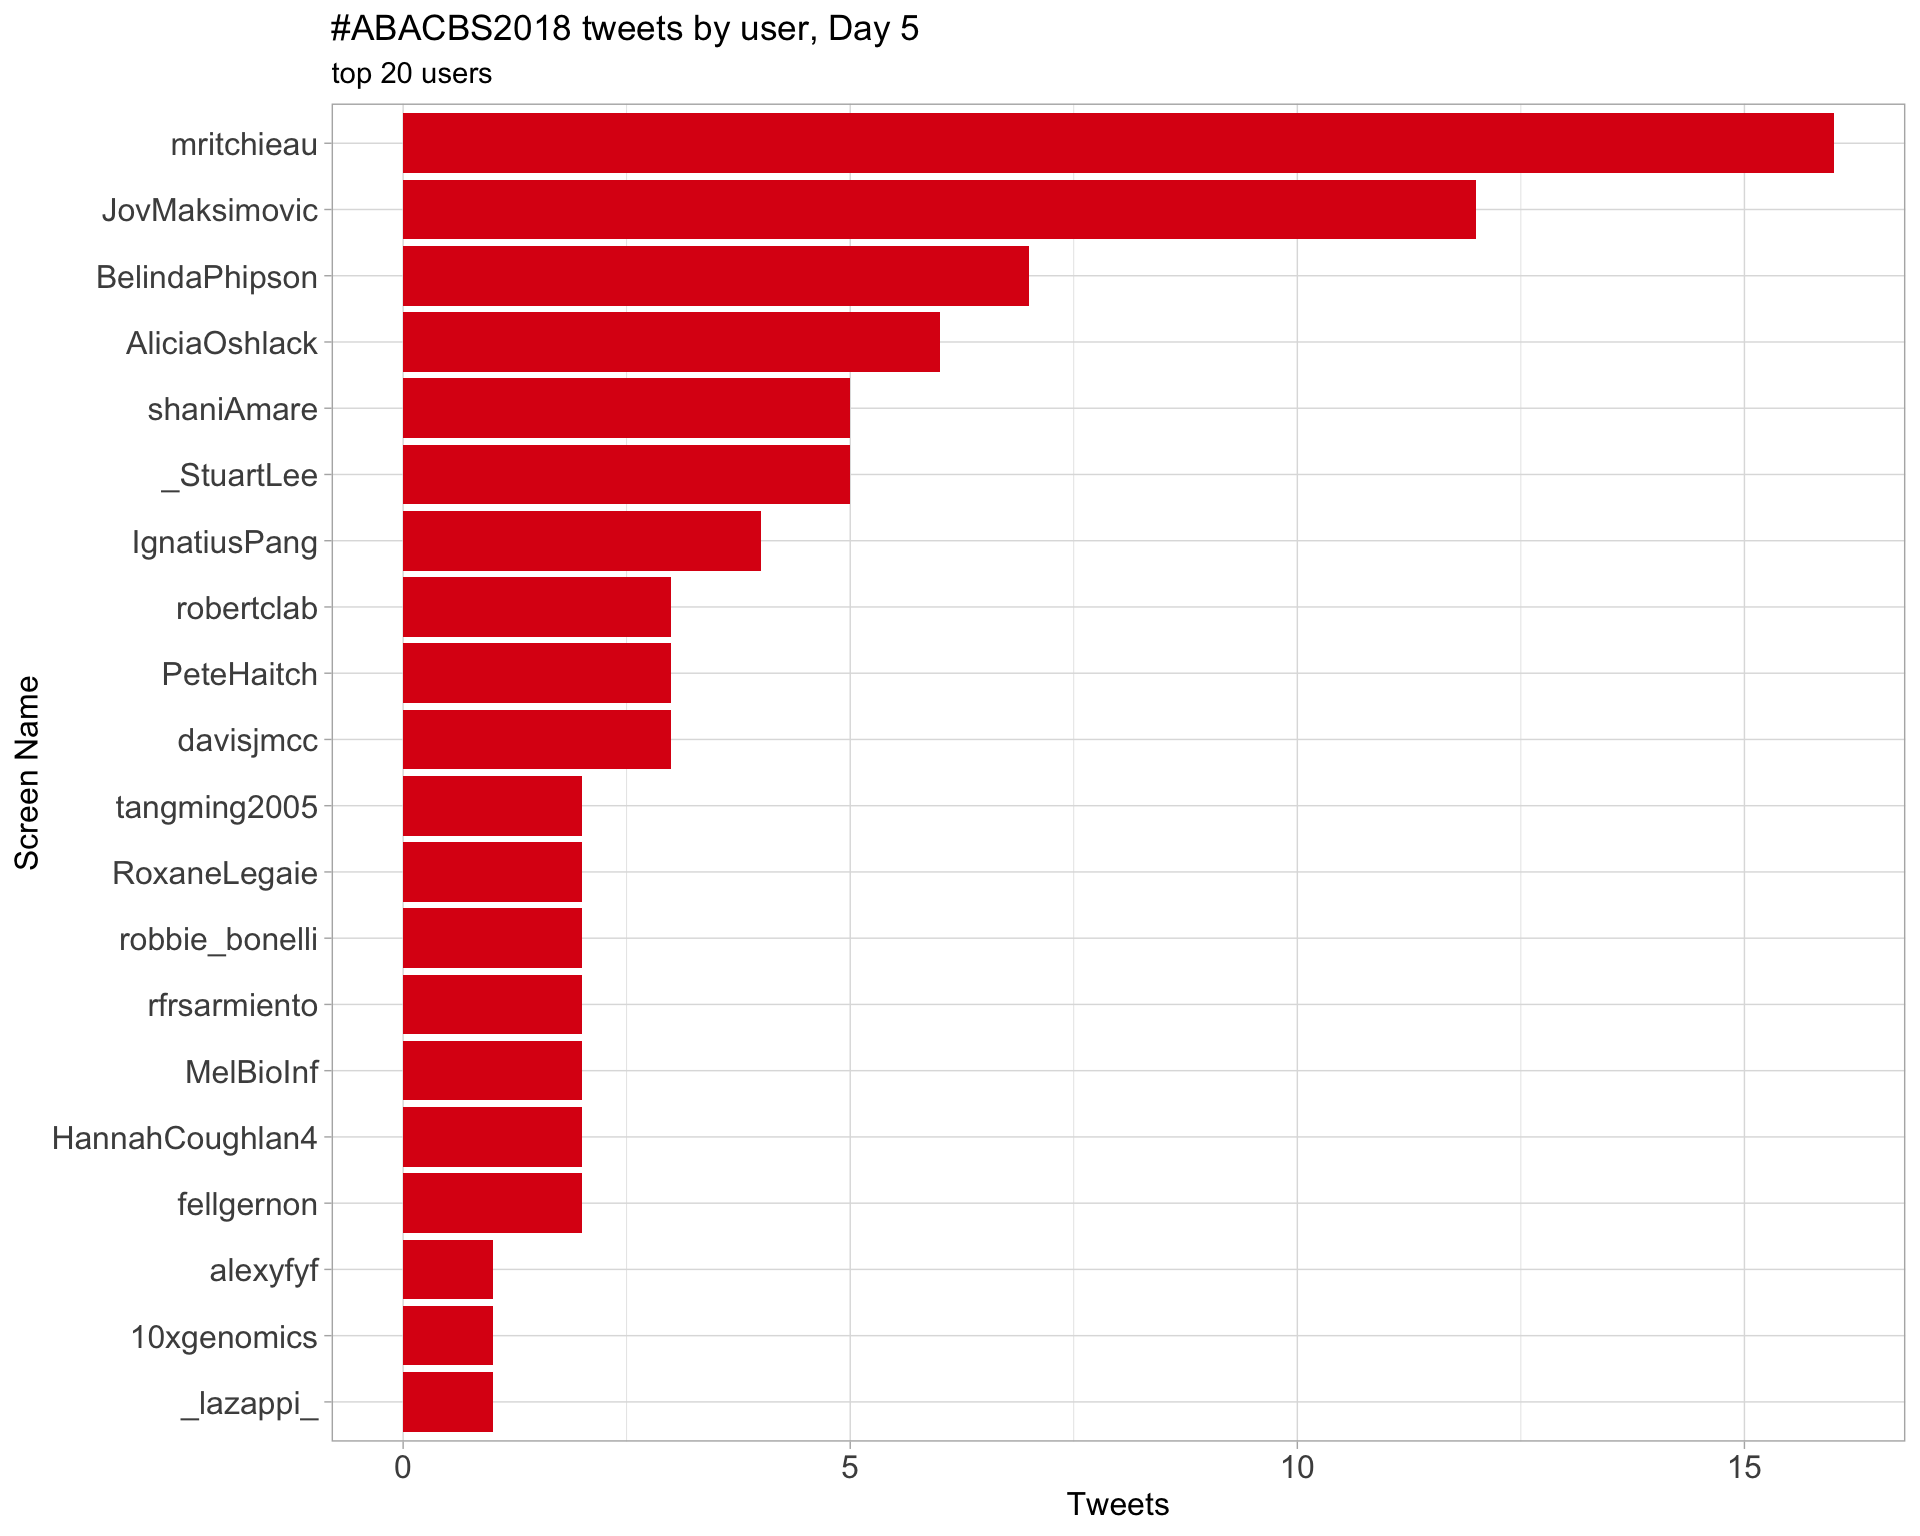 #ABACBS2018 tweets by user, Day 5
top 20 users
Screen Name
mritchieau
JovMaksimovic
BelindaPhipson
AliciaOshlack
shaniAmare
_StuartLee
IgnatiusPang
robertclab
PeteHaitch
davisjmcc
tangming2005
RoxaneLegaie
robbie_bonelli
rfrsarmiento
MelBioInf
HannahCoughlan4
fellgernon
alexyfyf
10xgenomics
_lazappi_
0 5 10 15
Tweets